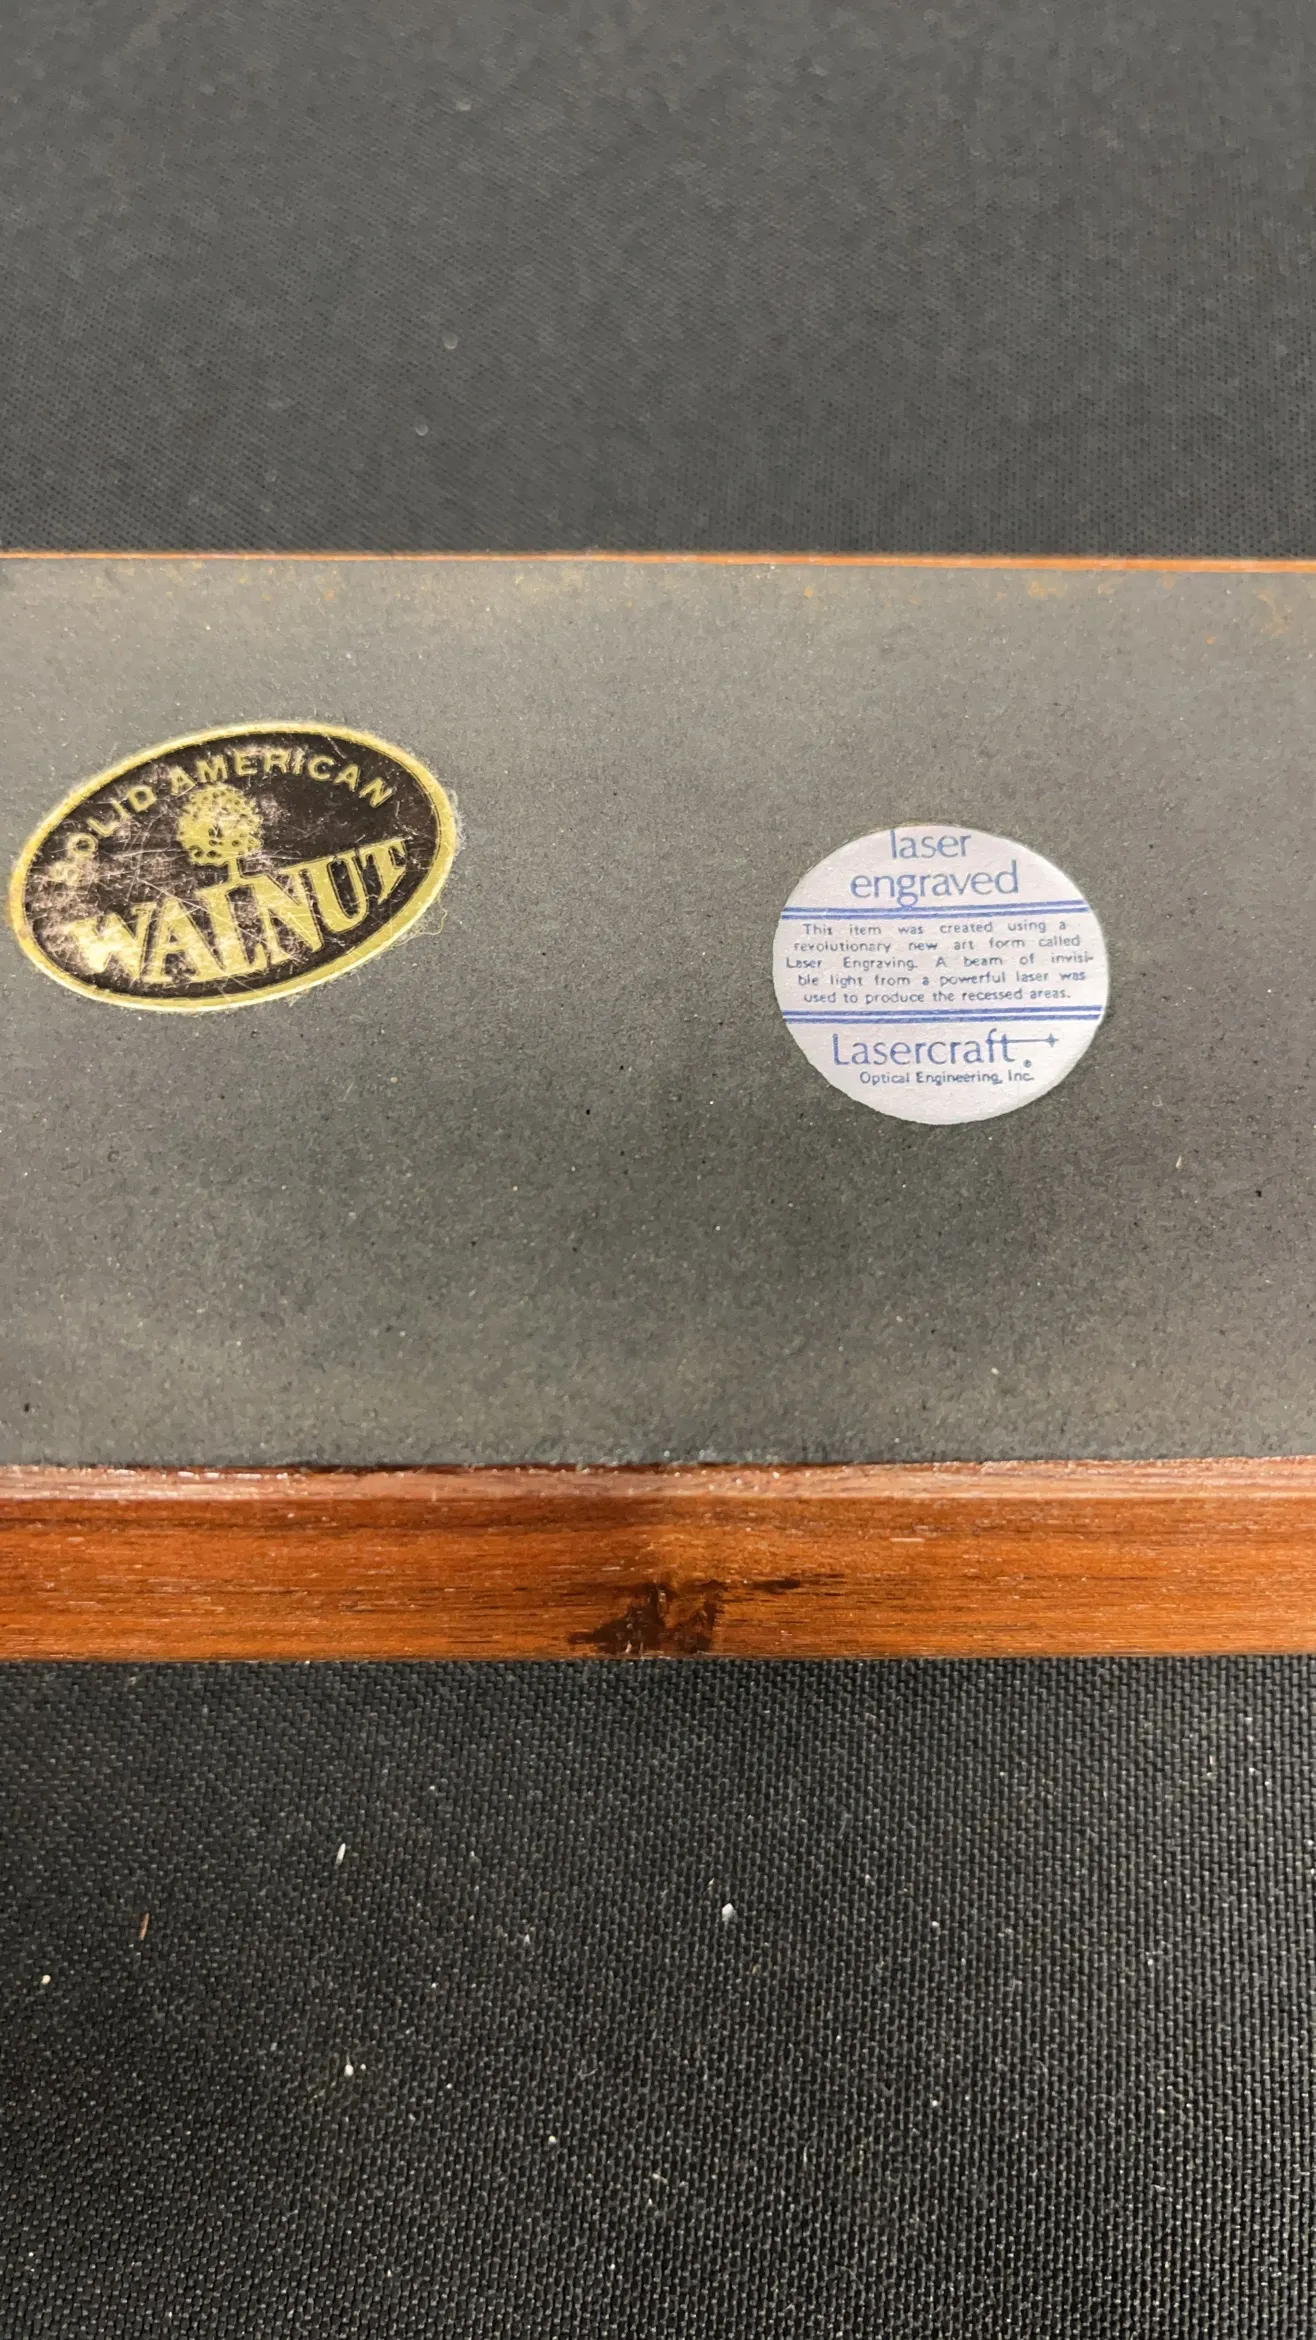 SOLID AMERICAN
WALNUT
laser
engraved
This item was created using a
revolutionary new art form called
Laser Engraving. A beam of invisi-
ble light from a powerful laser was
used to produce the recessed areas.
Lasercraft®
Optical Engineering, Inc.